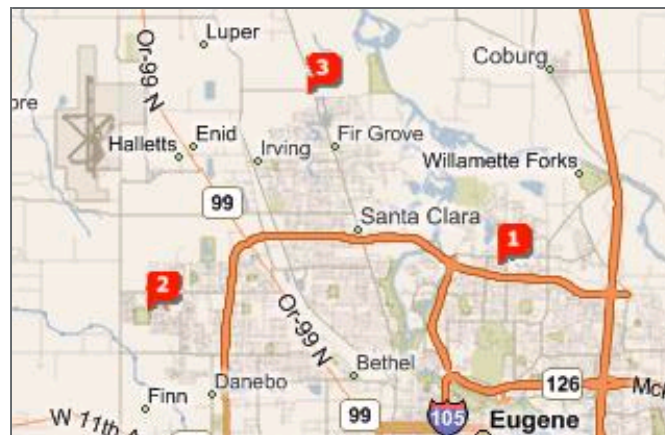 Luper
Or-99 N
3
Coburg
ore
Halletts
Enid
Irving
Fir Grove
Willamette Forks
99
Santa Clara
1
2
Or-99 N
Bethel
Finn
Danebo
126
W 11th
99
105
Eugene